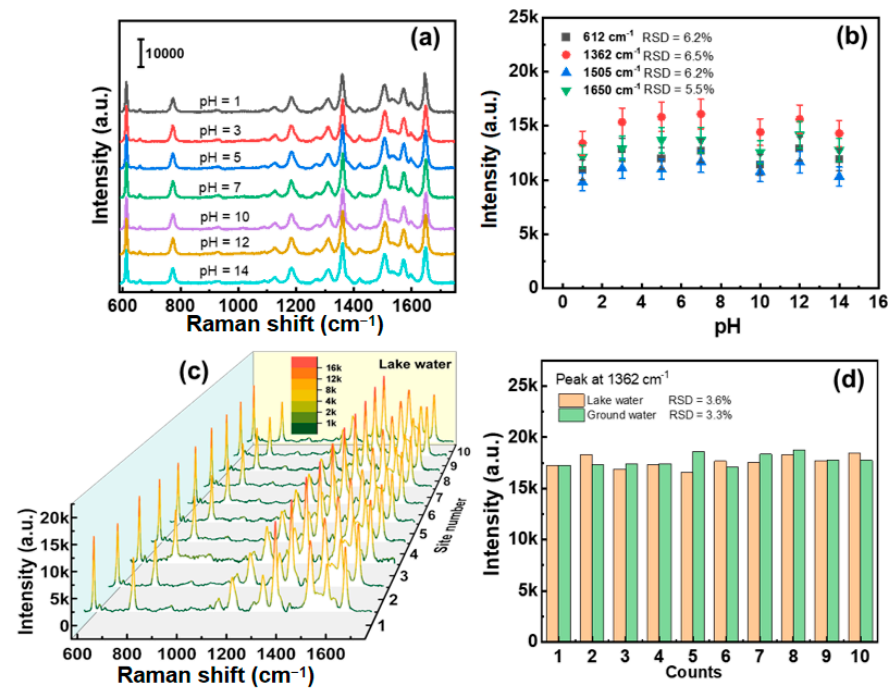 (a)
10000
pH = 1
pH = 3
pH = 5
pH = 7
pH = 10
pH = 12
pH = 14
Intensity (a.u.)
600 800 1000 1200 1400 1600
Raman shift (cm⁻¹)
(b)
612 cm⁻¹ RSD = 6.2%
1362 cm⁻¹ RSD = 6.5%
1505 cm⁻¹ RSD = 6.2%
1650 cm⁻¹ RSD = 5.5%
25k
20k
15k
10k
5k
0
Intensity (a.u.)
0 2 4 6 8 10 12 14 16
pH
(c)
Lake water
16k
12k
8k
4k
2k
1k
20k
15k
10k
5k
0
Intensity (a.u.)
10
9
8
7
6
5
4
3
2
1
Site number
600 800 1000 1200 1400 1600
Raman shift (cm⁻¹)
(d)
Peak at 1362 cm⁻¹
Lake water RSD = 3.6%
Ground water RSD = 3.3%
25k
20k
15k
10k
5k
0
Intensity (a.u.)
1 2 3 4 5 6 7 8 9 10
Counts